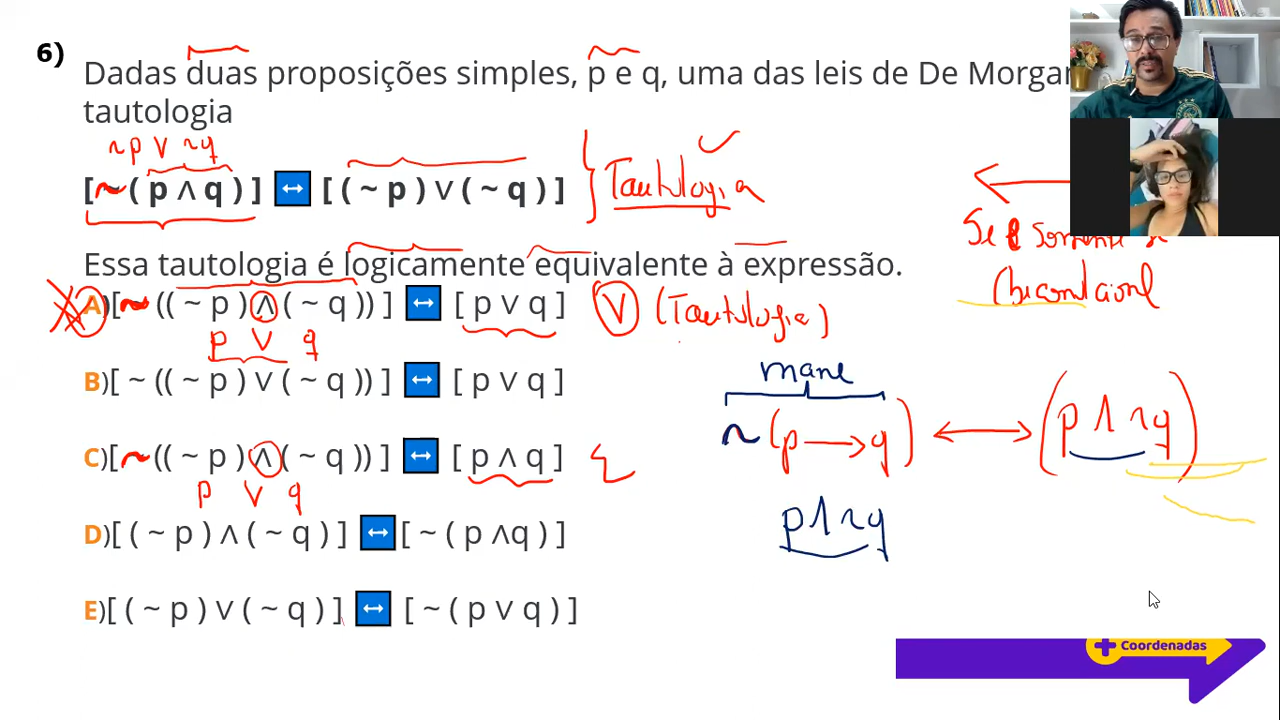 6)
Dadas duas proposições simples, p e q, uma das leis de De Morgan
tautologia
~p ∨ ~q
[ ~ ( p ∧ q ) ] ↔ [ ( ~ p ) ∨ ( ~ q ) ] Tautologia
Se e somente se
(bicondicional
Essa tautologia é logicamente equivalente à expressão.
A)[ ~ (( ~ p ) ∧ ( ~ q )) ] ↔ [ p ∨ q ] V (Tautologia)
p ∨ q
B)[ ~ (( ~ p ) ∨ ( ~ q )) ] ↔ [ p ∨ q ]
mane
~(p → q) ↔ (p ∧ ~q)
C)[ ~ (( ~ p ) ∧ ( ~ q )) ] ↔ [ p ∧ q ]
p ∨ q
p ∧ ~q
D)[ ( ~ p ) ∧ ( ~ q ) ] ↔ [ ~ ( p ∧q ) ]
E)[ ( ~ p ) ∨ ( ~ q ) ] ↔ [ ~ ( p ∨ q ) ]
+ Coordenadas